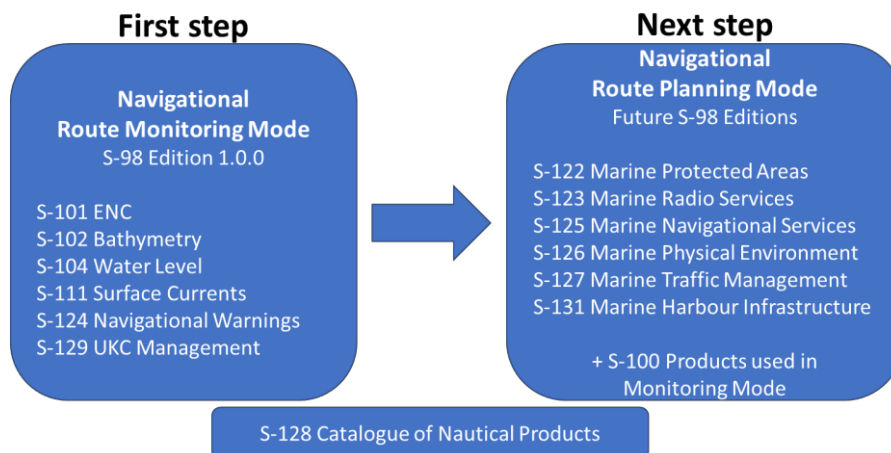 First step
Navigational
Route Monitoring Mode
S-98 Edition 1.0.0
S-101 ENC
S-102 Bathymetry
S-104 Water Level
S-111 Surface Currents
S-124 Navigational Warnings
S-129 UKC Management
Next step
Navigational
Route Planning Mode
Future S-98 Editions
S-122 Marine Protected Areas
S-123 Marine Radio Services
S-125 Marine Navigational Services
S-126 Marine Physical Environment
S-127 Marine Traffic Management
S-131 Marine Harbour Infrastructure
+ S-100 Products used in
Monitoring Mode
S-128 Catalogue of Nautical Products